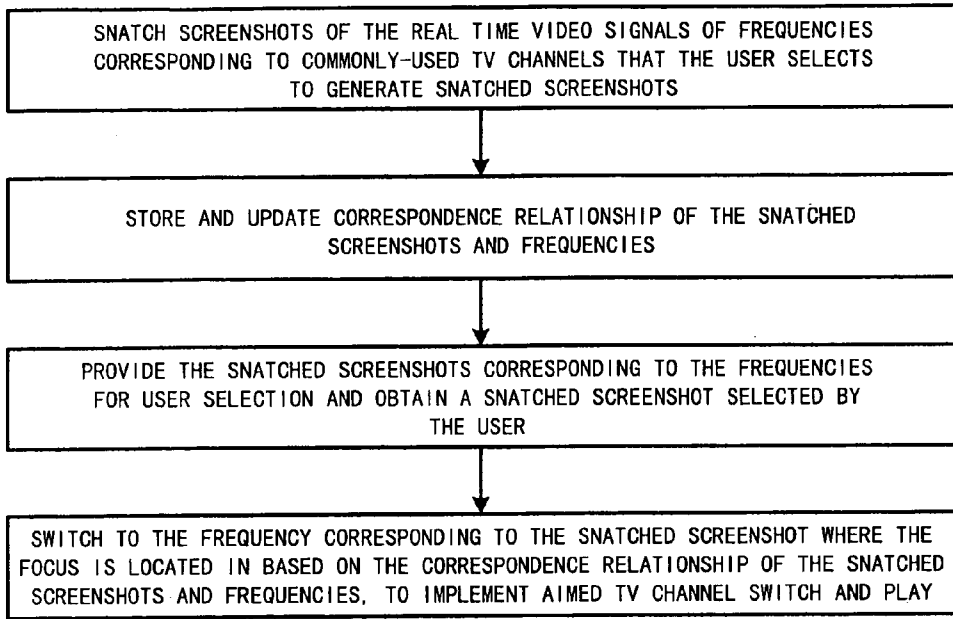 SNATCH SCREENSHOTS OF THE REAL TIME VIDEO SIGNALS OF FREQUENCIES
CORRESPONDING TO COMMONLY-USED TV CHANNELS THAT THE USER SELECTS
TO GENERATE SNATCHED SCREENSHOTS
STORE AND UPDATE CORRESPONDENCE RELATIONSHIP OF THE SNATCHED
SCREENSHOTS AND FREQUENCIES
PROVIDE THE SNATCHED SCREENSHOTS CORRESPONDING TO THE FREQUENCIES
FOR USER SELECTION AND OBTAIN A SNATCHED SCREENSHOT SELECTED BY
THE USER
SWITCH TO THE FREQUENCY CORRESPONDING TO THE SNATCHED SCREENSHOT WHERE THE
FOCUS IS LOCATED IN BASED ON THE CORRESPONDENCE RELATIONSHIP OF THE SNATCHED
SCREENSHOTS AND FREQUENCIES, TO IMPLEMENT AIMED TV CHANNEL SWITCH AND PLAY